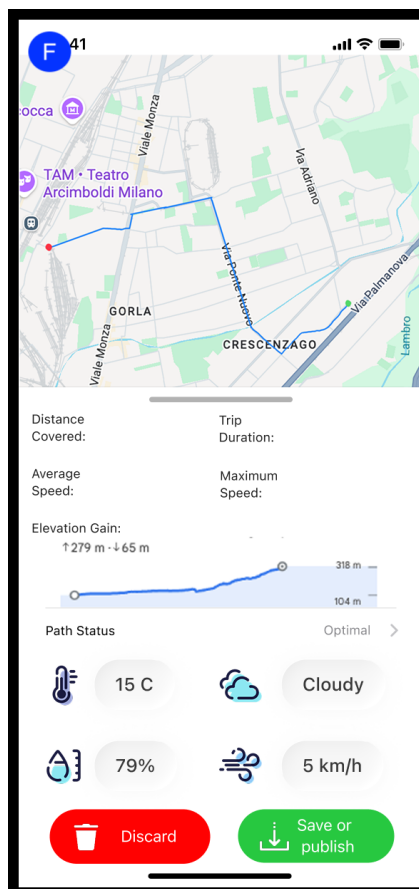 F
41
cocca
Viale Monza
TAM • Teatro
Arcimboldi Milano
Via Adriano
Via Ponte Nuovo
Via Palmanova
GORLA
CRESCENZAGO
Viale Monza
Lambro
Distance
Covered:
Trip
Duration:
Average
Speed:
Maximum
Speed:
Elevation Gain:
↑279 m · ↓65 m
318 m
104 m
Path Status
Optimal
15 C
Cloudy
79%
5 km/h
Discard
Save or
publish